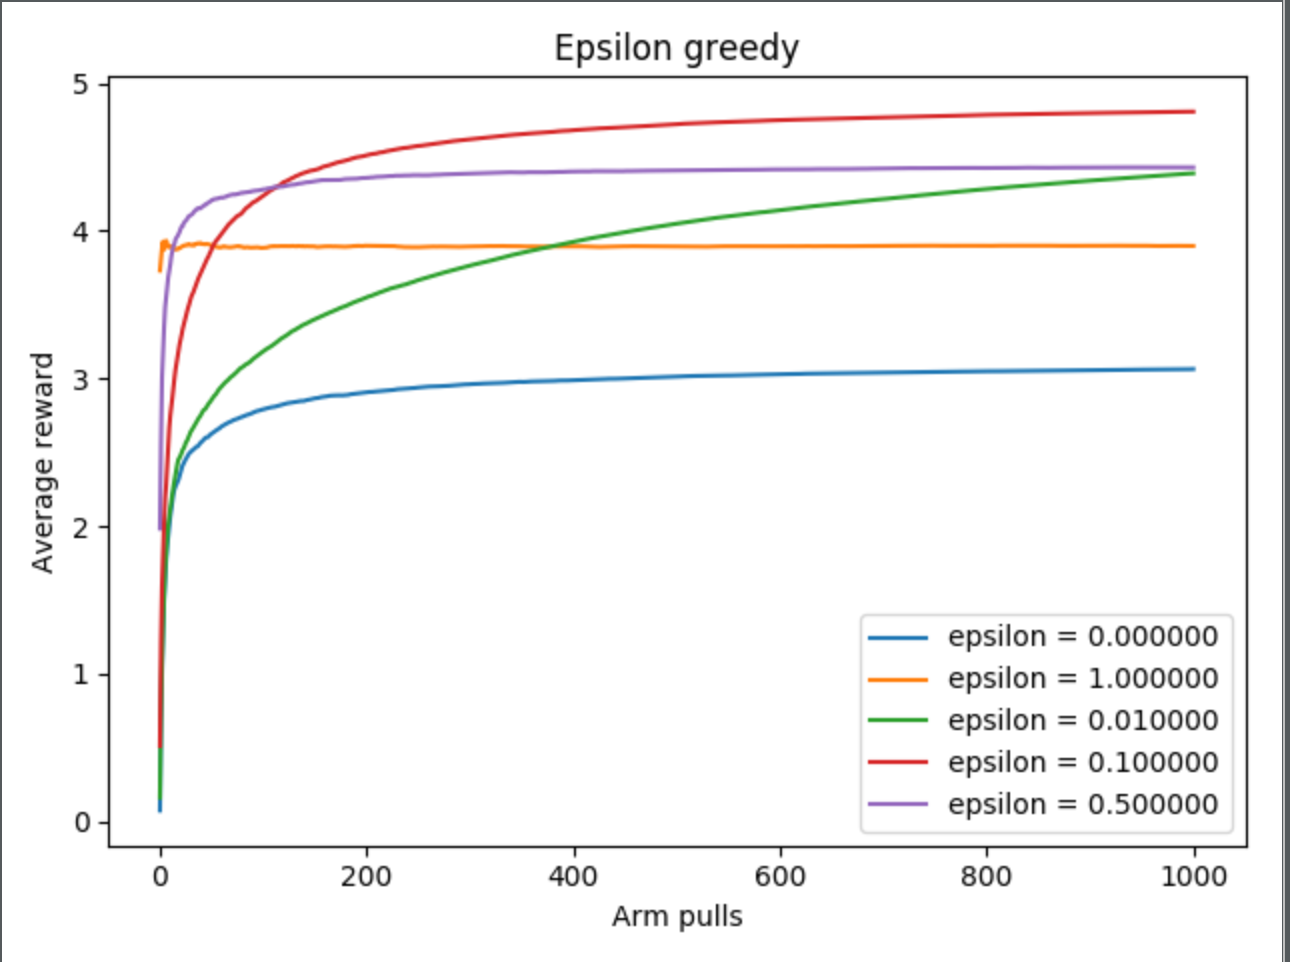 Epsilon greedy
5
4
3
2
1
0
Average reward
epsilon = 0.000000
epsilon = 1.000000
epsilon = 0.010000
epsilon = 0.100000
epsilon = 0.500000
0 200 400 600 800 1000
Arm pulls